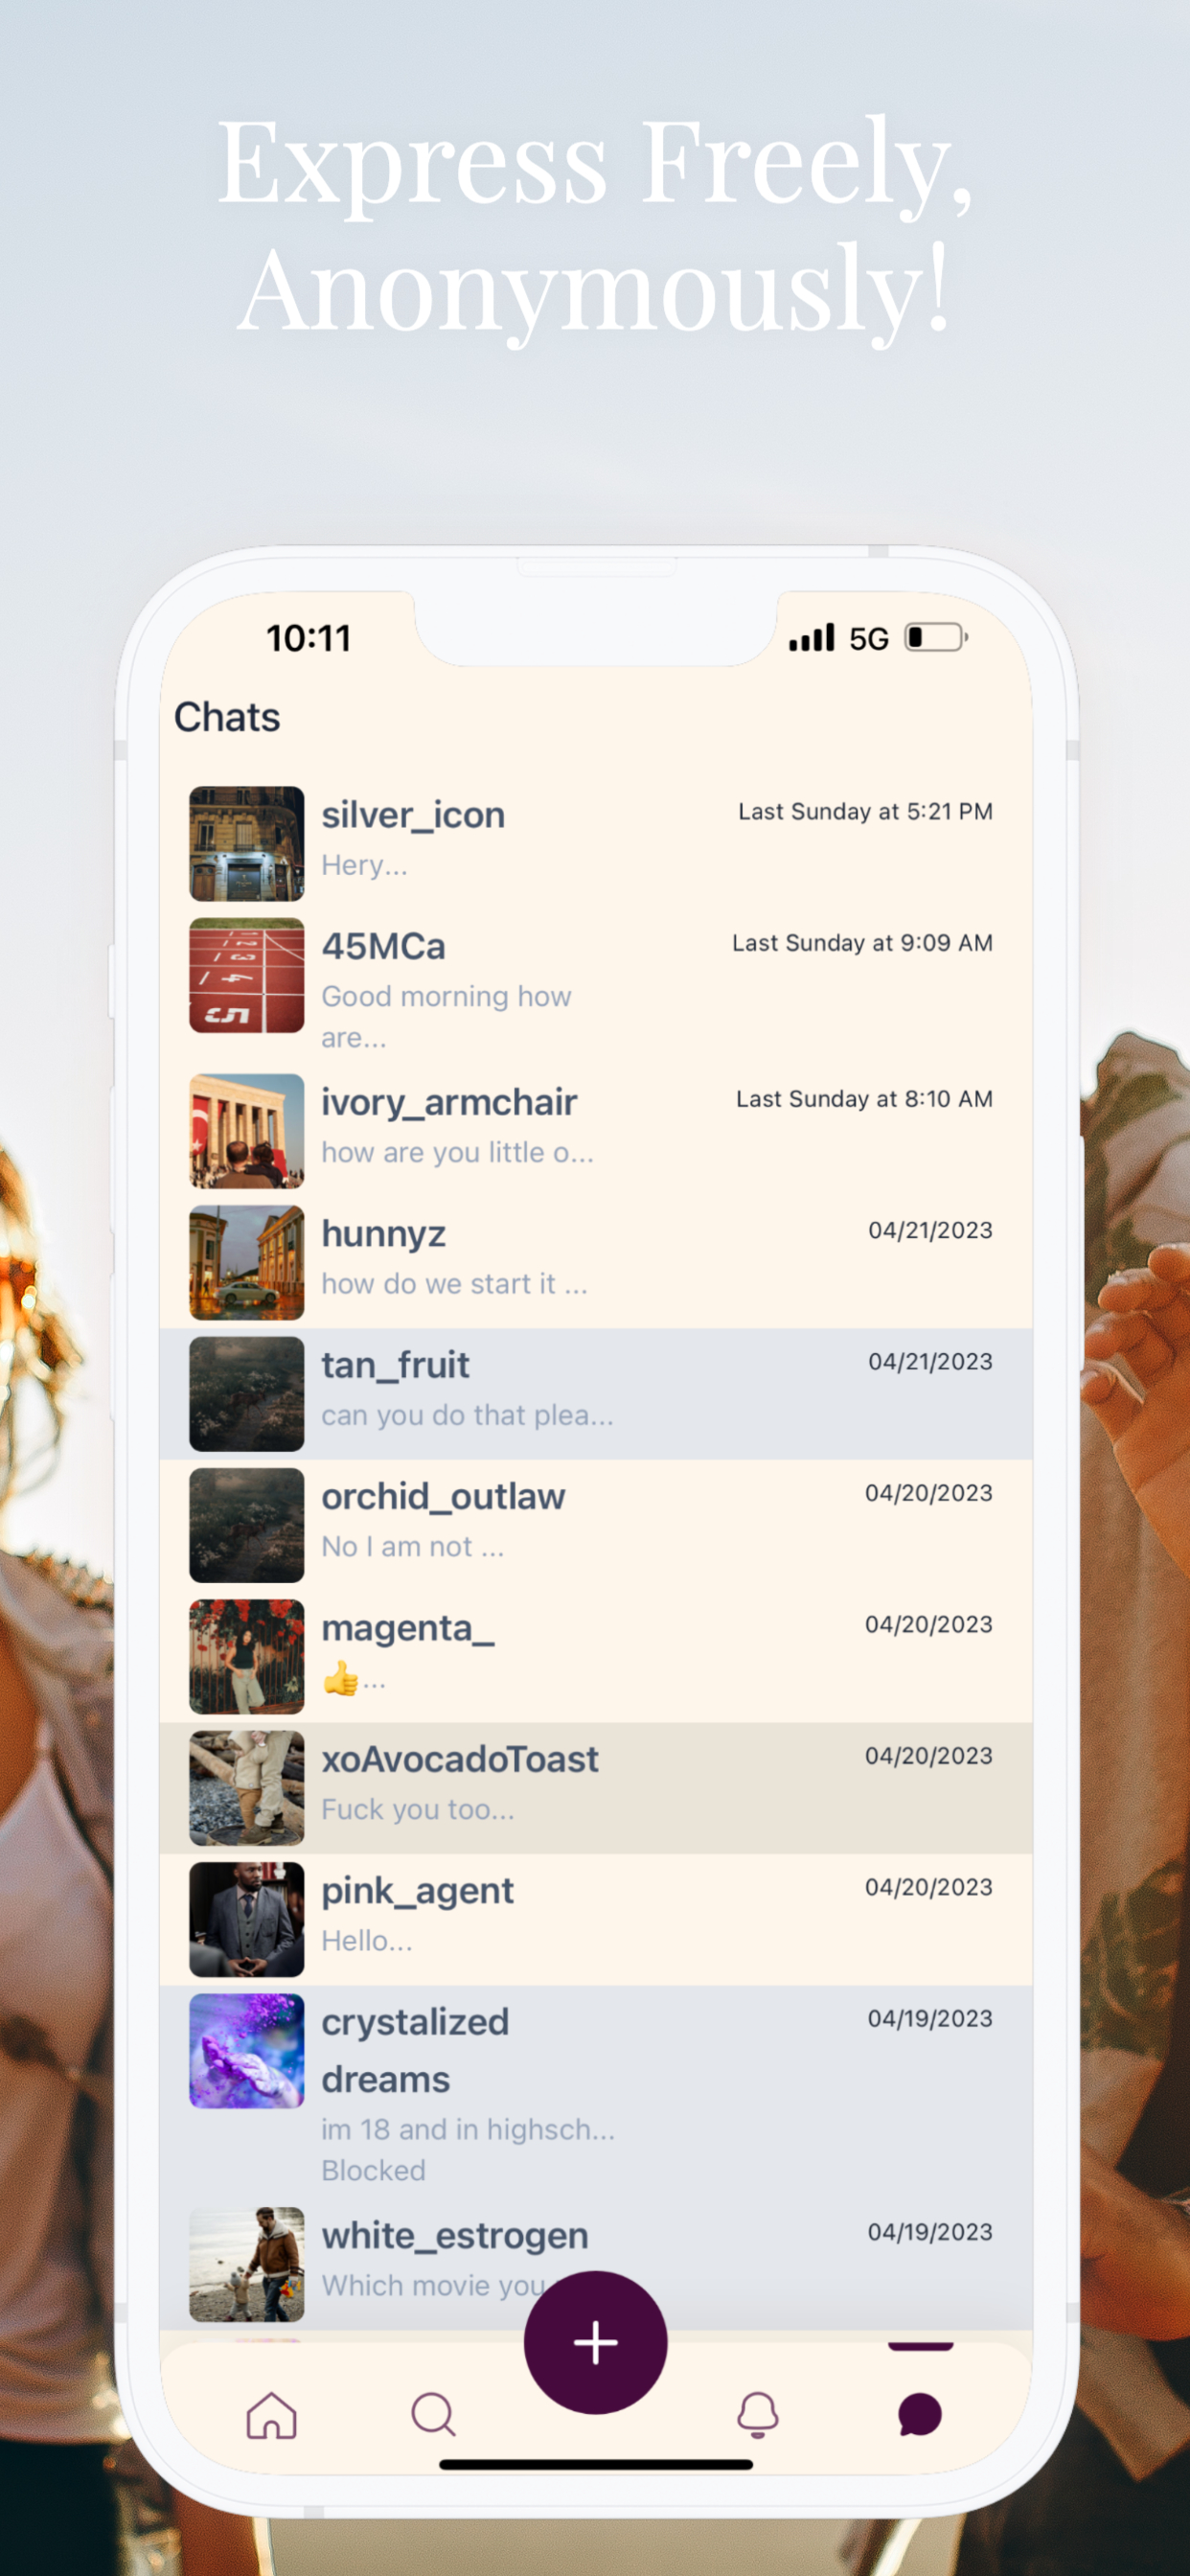 Express Freely,
Anonymously!
10:11
5G
Chats
silver_icon
Last Sunday at 5:21 PM
Hery...
45MCa
Last Sunday at 9:09 AM
Good morning how
are...
ivory_armchair
Last Sunday at 8:10 AM
how are you little o...
hunnyz
04/21/2023
how do we start it ...
tan_fruit
04/21/2023
can you do that plea...
orchid_outlaw
04/20/2023
No I am not ...
magenta_
04/20/2023
👍...
xoAvocadoToast
04/20/2023
Fuck you too...
pink_agent
04/20/2023
Hello...
crystalized
04/19/2023
dreams
im 18 and in highsch...
Blocked
white_estrogen
04/19/2023
Which movie you